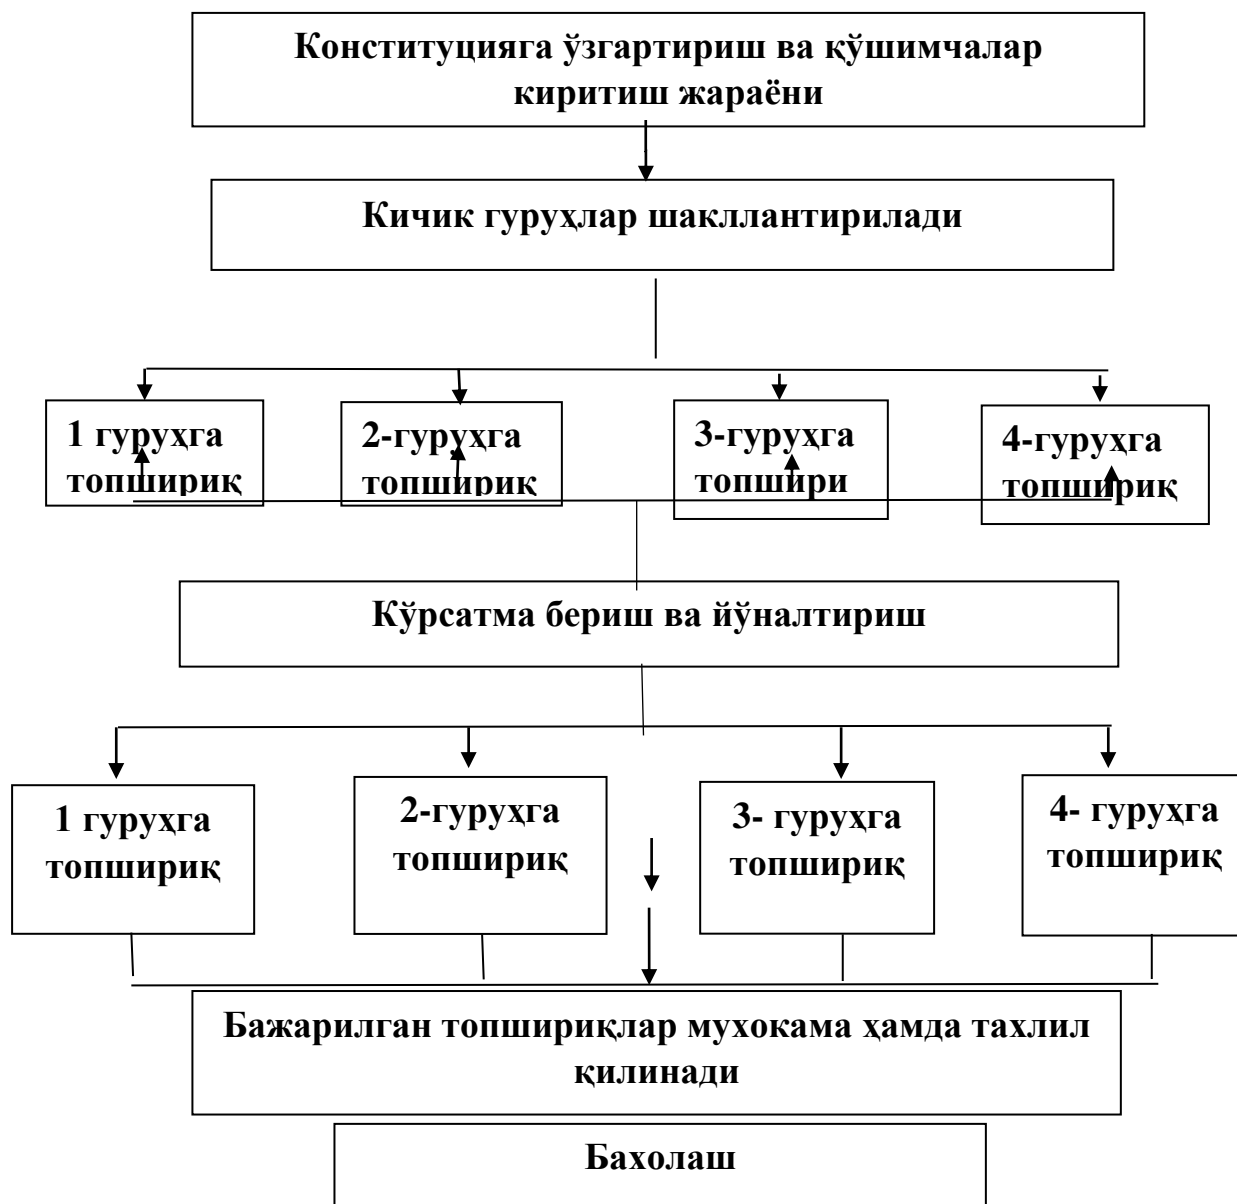 Конституцияга ўзгартириш ва қўшимчалар
киритиш жараёни
Кичик гуруҳлар шакллантирилади
1 гуруҳга
топшириқ
2-гуруҳга
топшириқ
3-гуруҳга
топшири
4-гуруҳга
топшириқ
Кўрсатма бериш ва йўналтириш
1 гуруҳга
топшириқ
2-гуруҳга
топшириқ
3- гуруҳга
топшириқ
4- гуруҳга
топшириқ
Бажарилган топшириқлар мухокама ҳамда тахлил
қилинади
Бахолаш